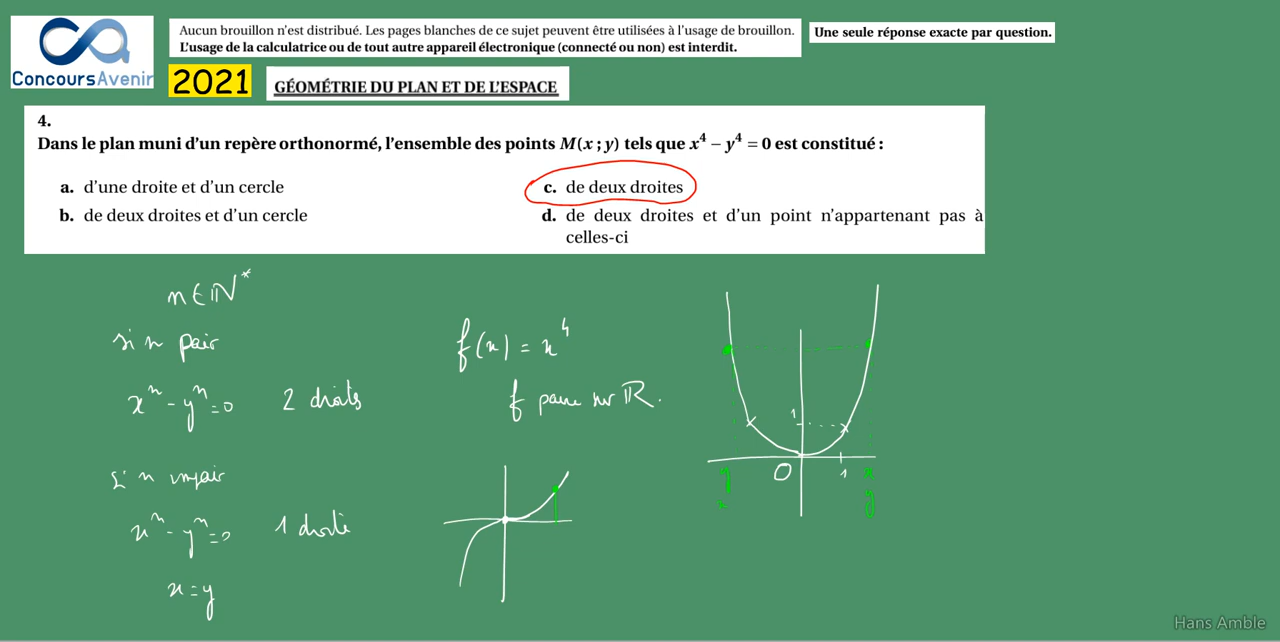 Aucun brouillon n'est distribué. Les pages blanches de ce sujet peuvent être utilisées à l'usage de brouillon.
L'usage de la calculatrice ou de tout autre appareil électronique (connecté ou non) est interdit.
Une seule réponse exacte par question.
ConcoursAvenir
2021
GÉOMÉTRIE DU PLAN ET DE L'ESPACE
4.
Dans le plan muni d'un repère orthonormé, l'ensemble des points M(x ; y) tels que x⁴ − y⁴ = 0 est constitué :
a. d'une droite et d'un cercle
b. de deux droites et d'un cercle
c. de deux droites
d. de deux droites et d'un point n'appartenant pas à
celles-ci
n ∈ ℕ*
si n pair
xⁿ - yⁿ = 0 2 droites
si n impair
xⁿ - yⁿ = 0 1 droite
x = y
f(x) = x⁴
f paire sur ℝ.
1
O
1
y
x
x
y
Hans Amble